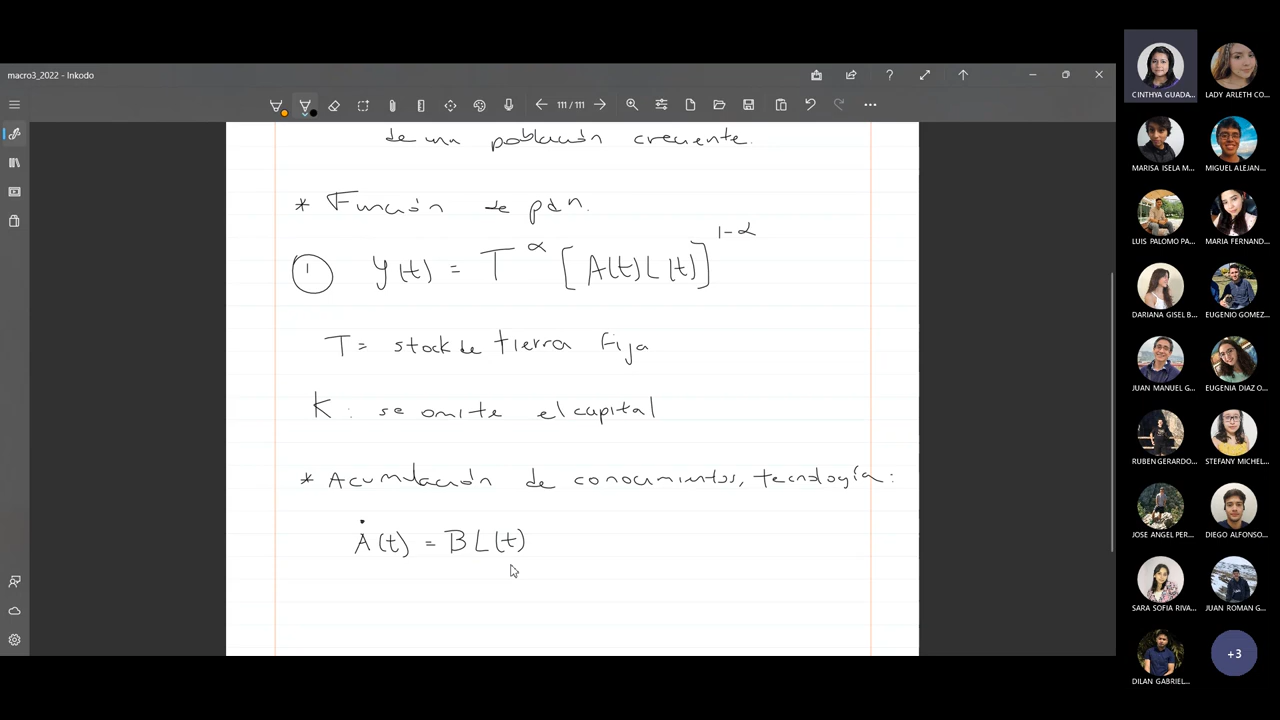 macro3_2022 - Inkodo
111 / 111
de una población creciente.
* Función de pdn.
1 Y(t) = T^α [A(t)L(t)]^1-α
T = stock de tierra fija
K : se omite el capital
* Acumulación de conocimientos, tecnología:
Ȧ(t) = B L(t)
CINTHYA GUADA...
LADY ARLETH CO...
MARISA ISELA M...
MIGUEL ALEJAN...
LUIS PALOMO PA...
MARIA FERNAND...
DARIANA GISEL B...
EUGENIO GOMEZ...
JUAN MANUEL G...
EUGENIA DIAZ O...
RUBEN GERARDO...
STEFANY MICHEL...
JOSE ANGEL PER...
DIEGO ALFONSO...
SARA SOFIA RIVA...
JUAN ROMAN G...
DILAN GABRIEL...
+3